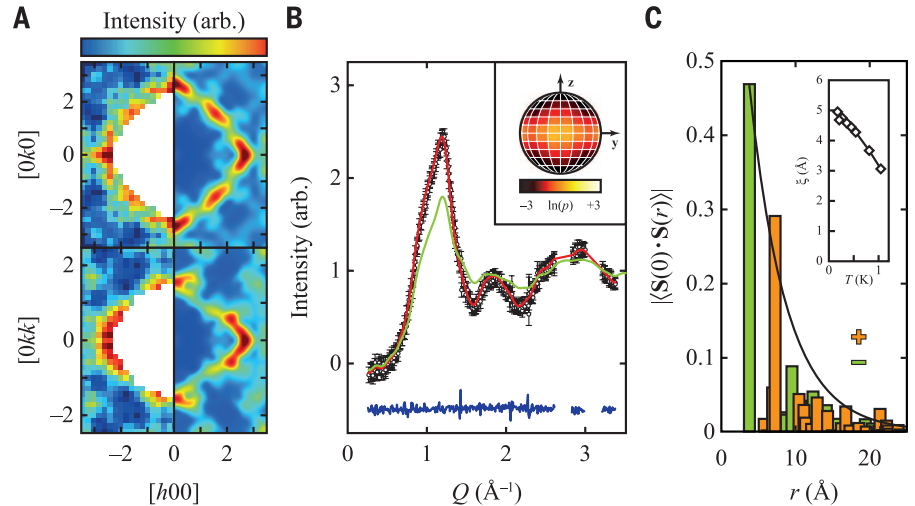 A
Intensity (arb.)
2
0
−2
[0k0]
2
0
−2
[0kk]
−2
0
2
[h00]
B
3
2
1
0
Intensity (arb.)
z
y
−3
ln(p)
+3
0
1
2
3
Q (Å⁻¹)
C
0.5
0.4
0.3
0.2
0.1
0
|⟨S(0) · S(r)⟩|
6
5
4
3
2
1
0
ξ (Å)
0
1
T (K)
+
−
0
10
20
r (Å)